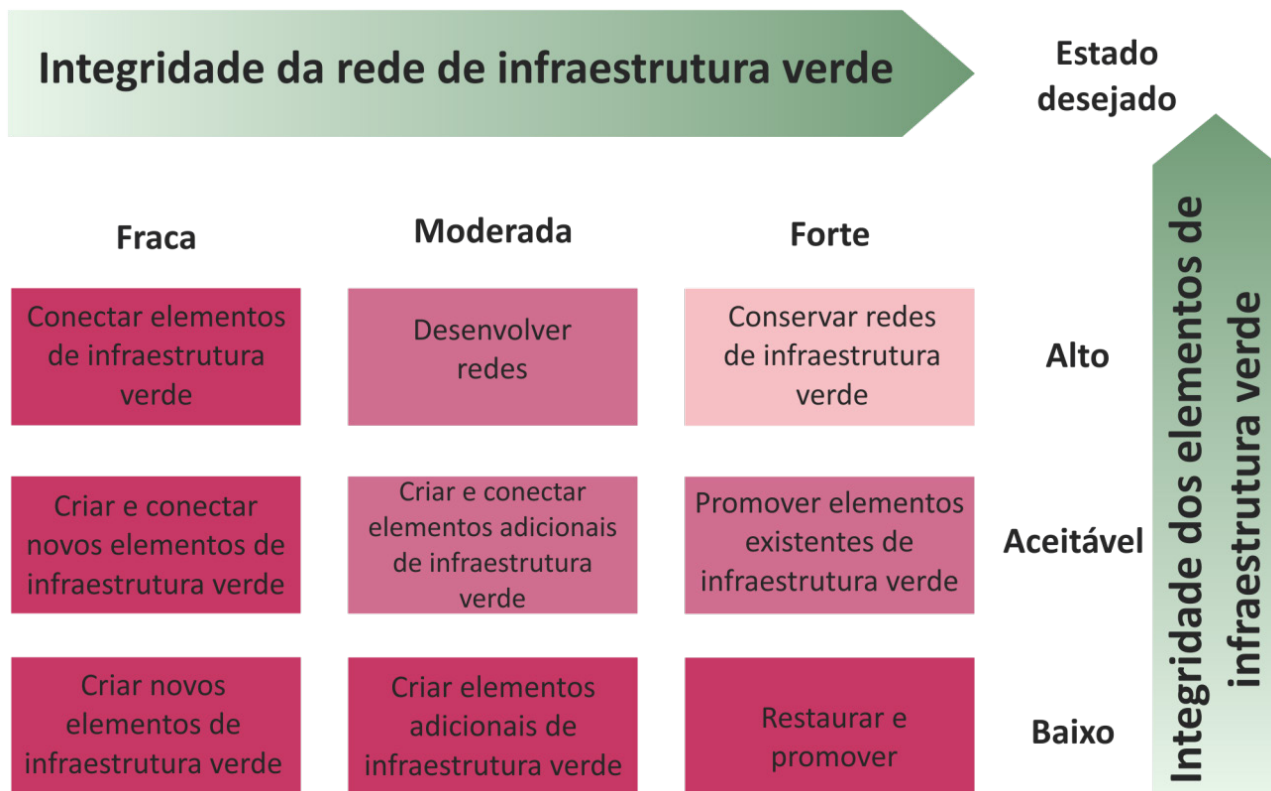 Integridade da rede de infraestrutura verde
Estado
desejado
Fraca
Moderada
Forte
Conectar elementos
de infraestrutura
verde
Desenvolver
redes
Conservar redes
de infraestrutura
verde
Alto
Criar e conectar
novos elementos de
infraestrutura verde
Criar e conectar
elementos adicionais
de infraestrutura
verde
Promover elementos
existentes de
infraestrutura verde
Aceitável
Criar novos
elementos de
infraestrutura verde
Criar elementos
adicionais de
infraestrutura verde
Restaurar e
promover
Baixo
Integridade dos elementos de
infraestrutura verde